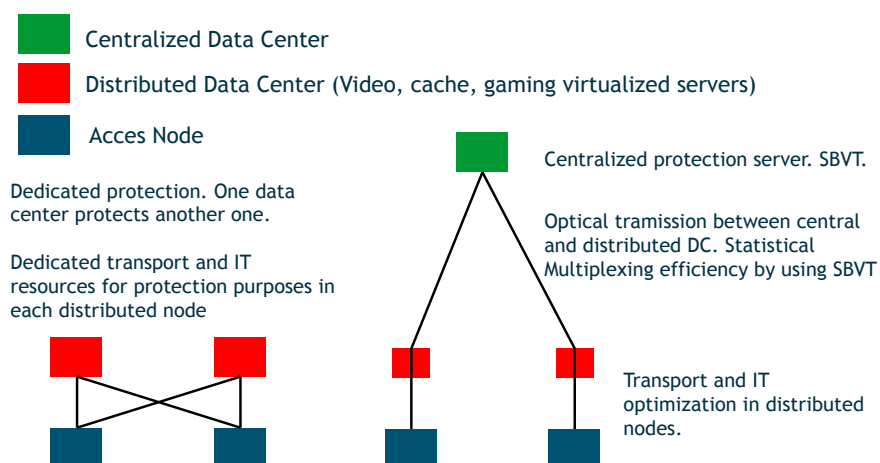 Centralized Data Center
Distributed Data Center (Video, cache, gaming virtualized servers)
Acces Node
Dedicated protection. One data
center protects another one.
Dedicated transport and IT
resources for protection purposes in
each distributed node
Centralized protection server. SBVT.
Optical tramission between central
and distributed DC. Statistical
Multiplexing efficiency by using SBVT
Transport and IT
optimization in distributed
nodes.